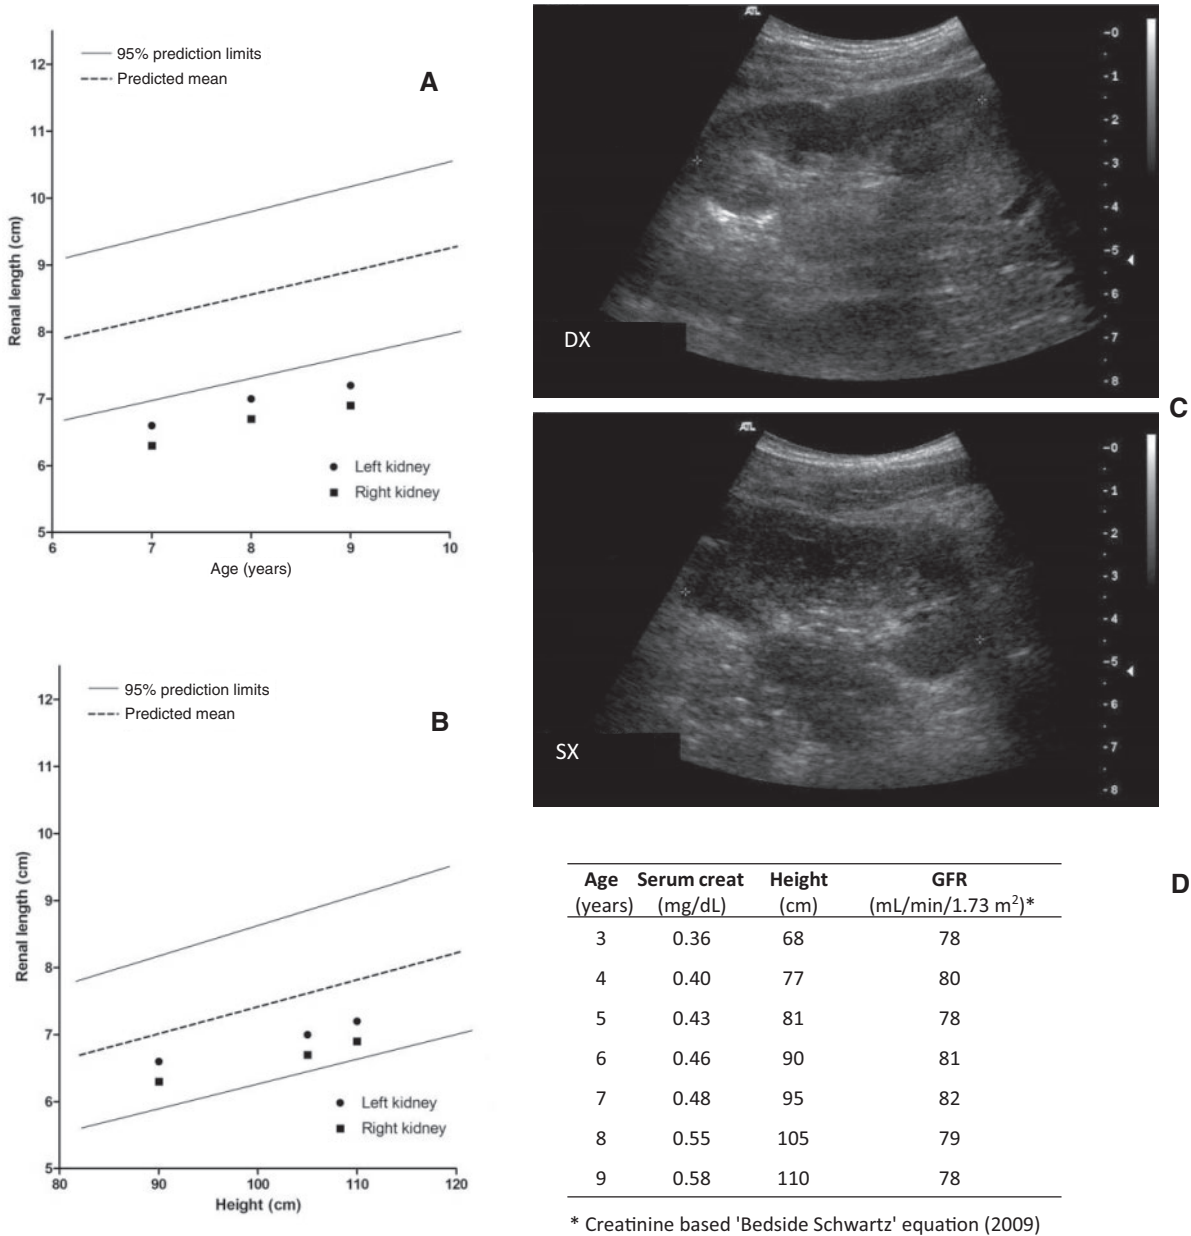 95% prediction limits
Predicted mean
A
12
11
10
9
8
7
6
5
Renal length (cm)
Left kidney
Right kidney
6 7 8 9 10
Age (years)
95% prediction limits
Predicted mean
B
12
11
10
9
8
7
6
5
Renal length (cm)
Left kidney
Right kidney
80 90 100 110 120
Height (cm)
ATL
-0
-1
-2
-3
-4
-5
-6
-7
-8
DX
C
ATL
-0
-1
-2
-3
-4
-5
-6
-7
-8
SX
D
Age Serum creat Height GFR
(years) (mg/dL) (cm) (mL/min/1.73 m²)*
3 0.36 68 78
4 0.40 77 80
5 0.43 81 78
6 0.46 90 81
7 0.48 95 82
8 0.55 105 79
9 0.58 110 78
* Creatinine based 'Bedside Schwartz' equation (2009)